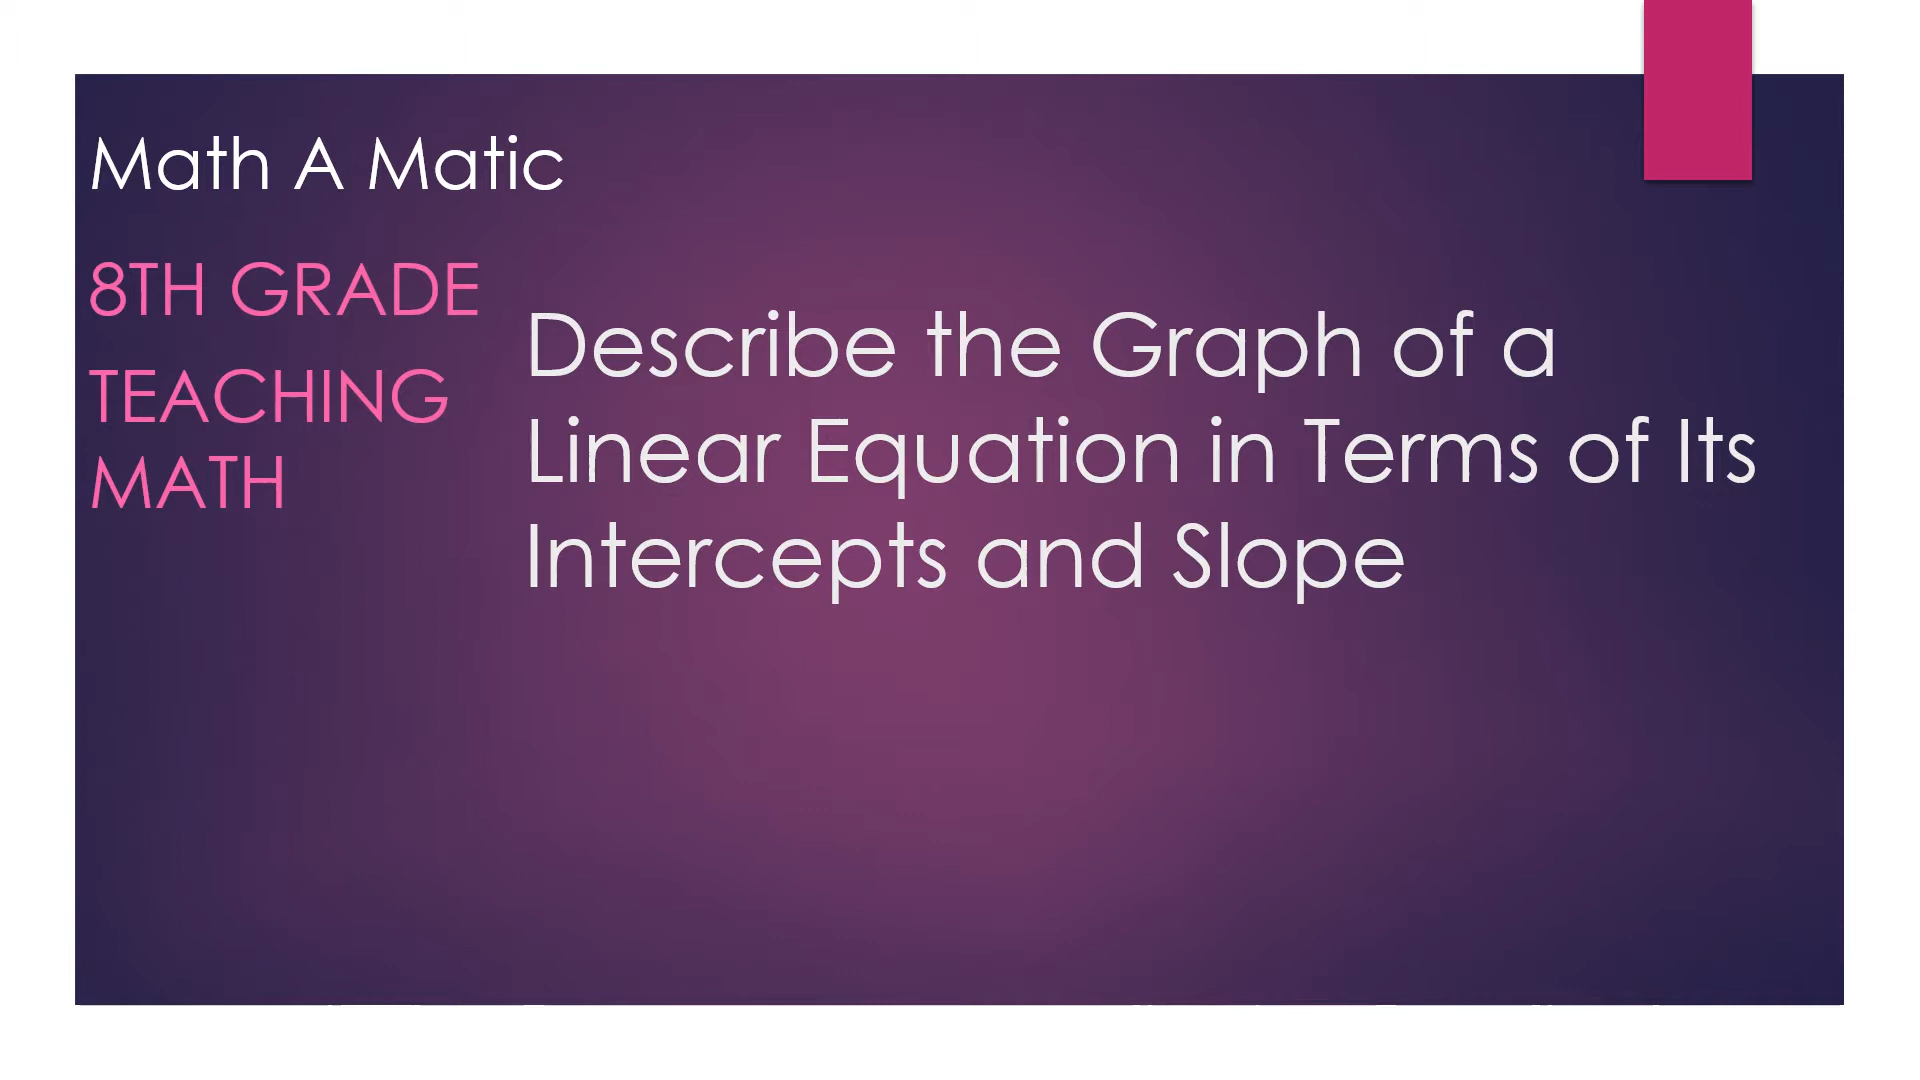 Math A Matic
8TH GRADE
TEACHING
MATH
Describe the Graph of a
Linear Equation in Terms of Its
Intercepts and Slope